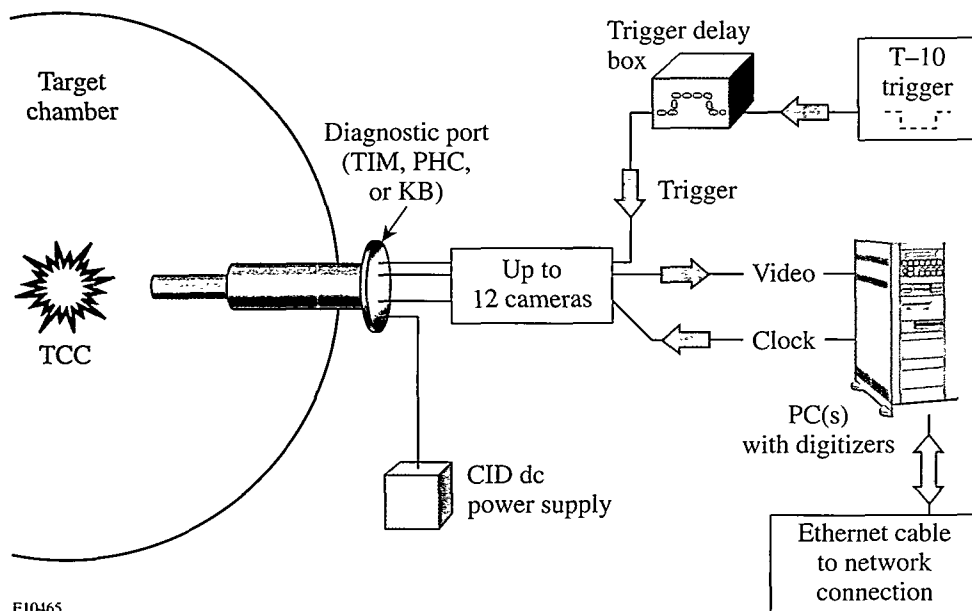 Target
chamber
TCC
Diagnostic port
(TIM, PHC,
or KB)
Trigger delay
box
T–10
trigger
Trigger
Up to
12 cameras
Video
Clock
PC(s)
with digitizers
CID dc
power supply
Ethernet cable
to network
connection
E10465